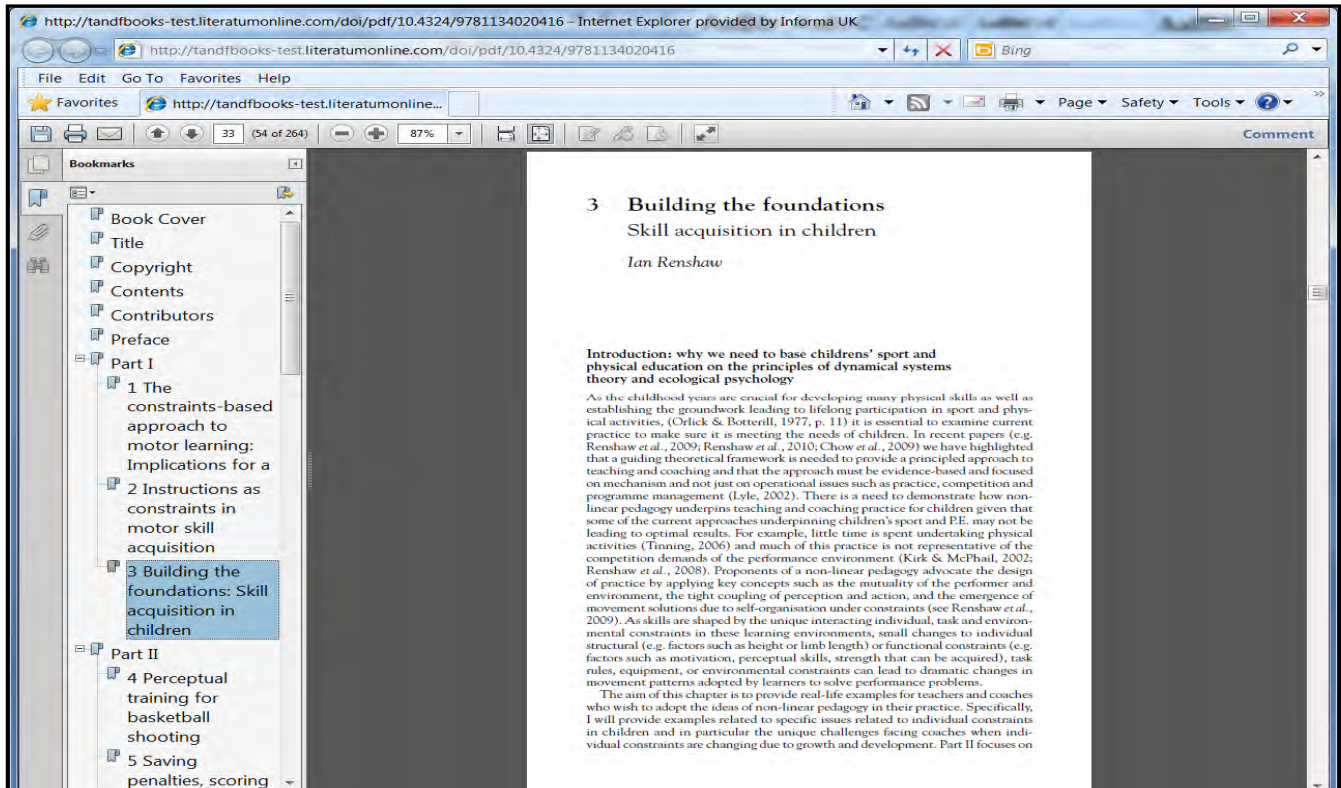 http://tandfbooks-test.literatumonline.com/doi/pdf/10.4324/9781134020416 - Internet Explorer provided by Informa UK
http://tandfbooks-test.literatumonline.com/doi/pdf/10.4324/9781134020416
Bing
File Edit Go To Favorites Help
Favorites
http://tandfbooks-test.literatumonline...
Page Safety Tools
33 (54 of 264)
87%
Comment
Bookmarks
Book Cover
Title
Copyright
Contents
Contributors
Preface
Part I
1 The
constraints-based
approach to
motor learning:
Implications for a
2 Instructions as
constraints in
motor skill
acquisition
3 Building the
foundations: Skill
acquisition in
children
Part II
4 Perceptual
training for
basketball
shooting
5 Saving
penalties, scoring
3 Building the foundations
Skill acquisition in children
Ian Renshaw
Introduction: why we need to base childrens' sport and
physical education on the principles of dynamical systems
theory and ecological psychology
As the childhood years are crucial for developing many physical skills as well as
establishing the groundwork leading to lifelong participation in sport and phys-
ical activities, (Orlick & Botterill, 1977, p. 11) it is essential to examine current
practice to make sure it is meeting the needs of children. In recent papers (e.g.
Renshaw et al., 2009; Renshaw et al., 2010; Chow et al., 2009) we have highlighted
that a guiding theoretical framework is needed to provide a principled approach to
teaching and coaching and that the approach must be evidence-based and focused
on mechanism and not just on operational issues such as practice, competition and
programme management (Lyle, 2002). There is a need to demonstrate how non-
linear pedagogy underpins teaching and coaching practice for children given that
some of the current approaches underpinning children's sport and P.E. may not be
leading to optimal results. For example, little time is spent undertaking physical
activities (Tinning, 2006) and much of this practice is not representative of the
competition demands of the performance environment (Kirk & McPhail, 2002;
Renshaw et al., 2008). Proponents of a non-linear pedagogy advocate the design
of practice by applying key concepts such as the mutuality of the performer and
environment, the tight coupling of perception and action, and the emergence of
movement solutions due to self-organisation under constraints (see Renshaw et al.,
2009). As skills are shaped by the unique interacting individual, task and environ-
mental constraints in these learning environments, small changes to individual
structural (e.g. factors such as height or limb length) or functional constraints (e.g.
factors such as motivation, perceptual skills, strength that can be acquired), task
rules, equipment, or environmental constraints can lead to dramatic changes in
movement patterns adopted by learners to solve performance problems.
The aim of this chapter is to provide real-life examples for teachers and coaches
who wish to adopt the ideas of non-linear pedagogy in their practice. Specifically,
I will provide examples related to specific issues related to individual constraints
in children and in particular the unique challenges facing coaches when indi-
vidual constraints are changing due to growth and development. Part II focuses on